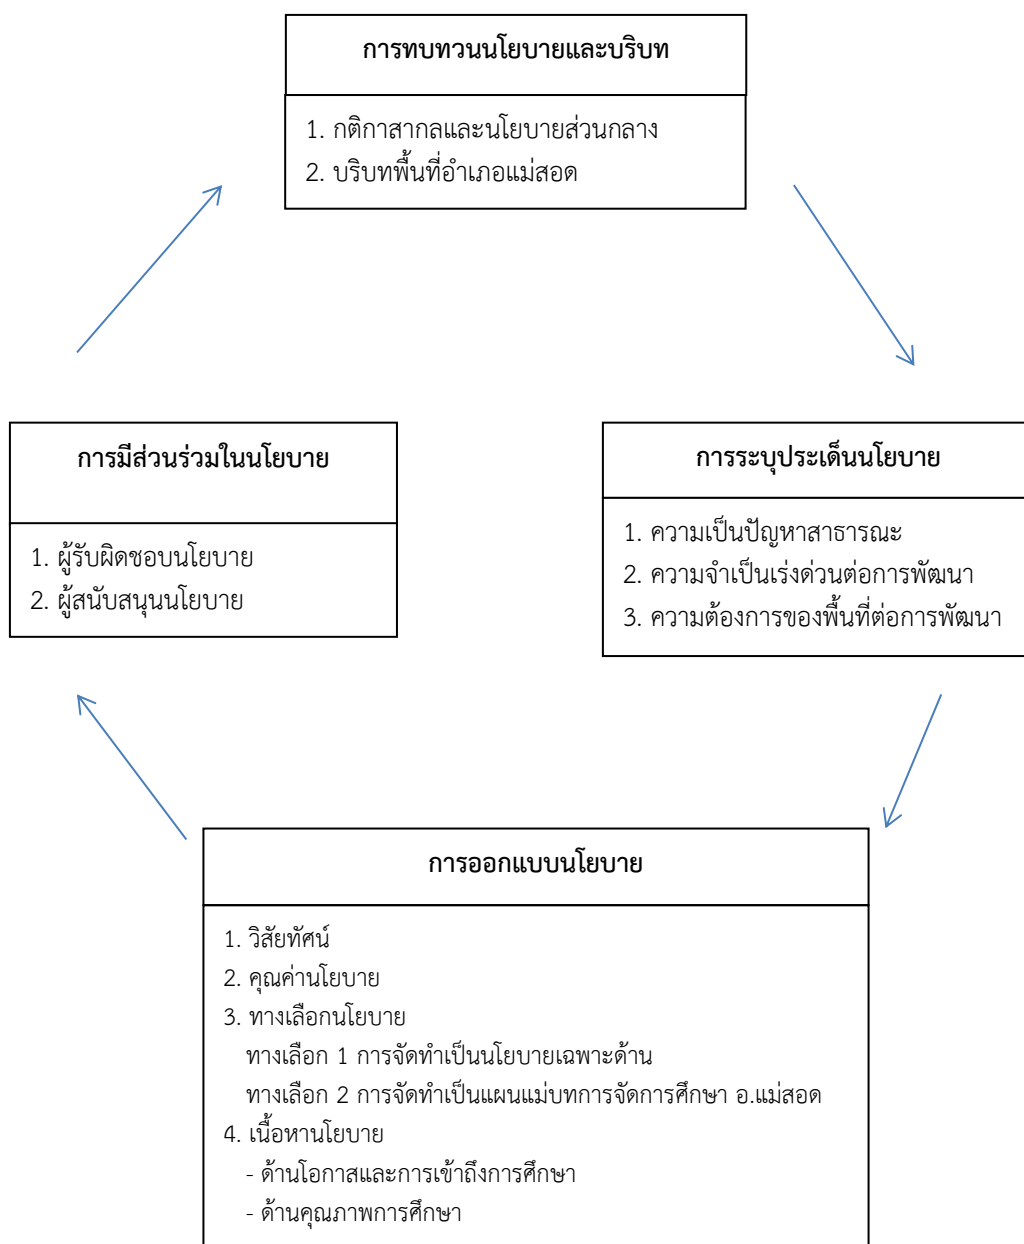 การทบทวนนโยบายและบริบท
1. กติกาสากลและนโยบายส่วนกลาง
2. บริบทพื้นที่อำเภอแม่สอด
การมีส่วนร่วมในนโยบาย
1. ผู้รับผิดชอบนโยบาย
2. ผู้สนับสนุนนโยบาย
การระบุประเด็นนโยบาย
1. ความเป็นปัญหาสาธารณะ
2. ความจำเป็นเร่งด่วนต่อการพัฒนา
3. ความต้องการของพื้นที่ต่อการพัฒนา
การออกแบบนโยบาย
1. วิสัยทัศน์
2. คุณค่านโยบาย
3. ทางเลือกนโยบาย
ทางเลือก 1 การจัดทำเป็นนโยบายเฉพาะด้าน
ทางเลือก 2 การจัดทำเป็นแผนแม่บทการจัดการศึกษา อ.แม่สอด
4. เนื้อหานโยบาย
- ด้านโอกาสและการเข้าถึงการศึกษา
- ด้านคุณภาพการศึกษา